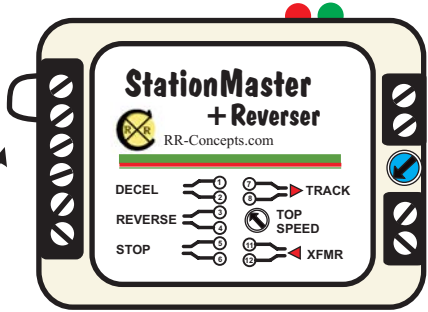 StationMaster
+Reverser
R R
RR-Concepts.com
DECEL 1 2 7 8 TRACK
REVERSE 3 4 TOP SPEED
STOP 5 6 11 12 XFMR